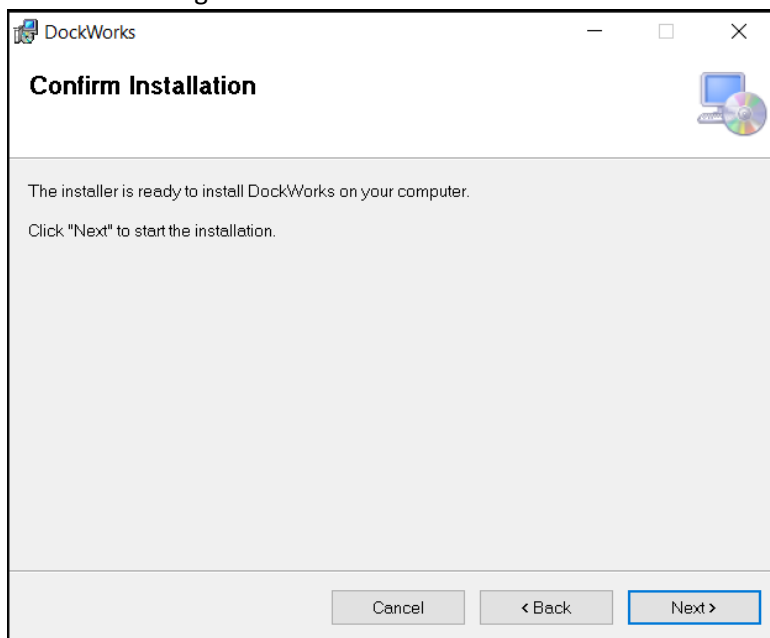 DockWorks
Confirm Installation
The installer is ready to install DockWorks on your computer.
Click "Next" to start the installation.
Cancel
< Back
Next >